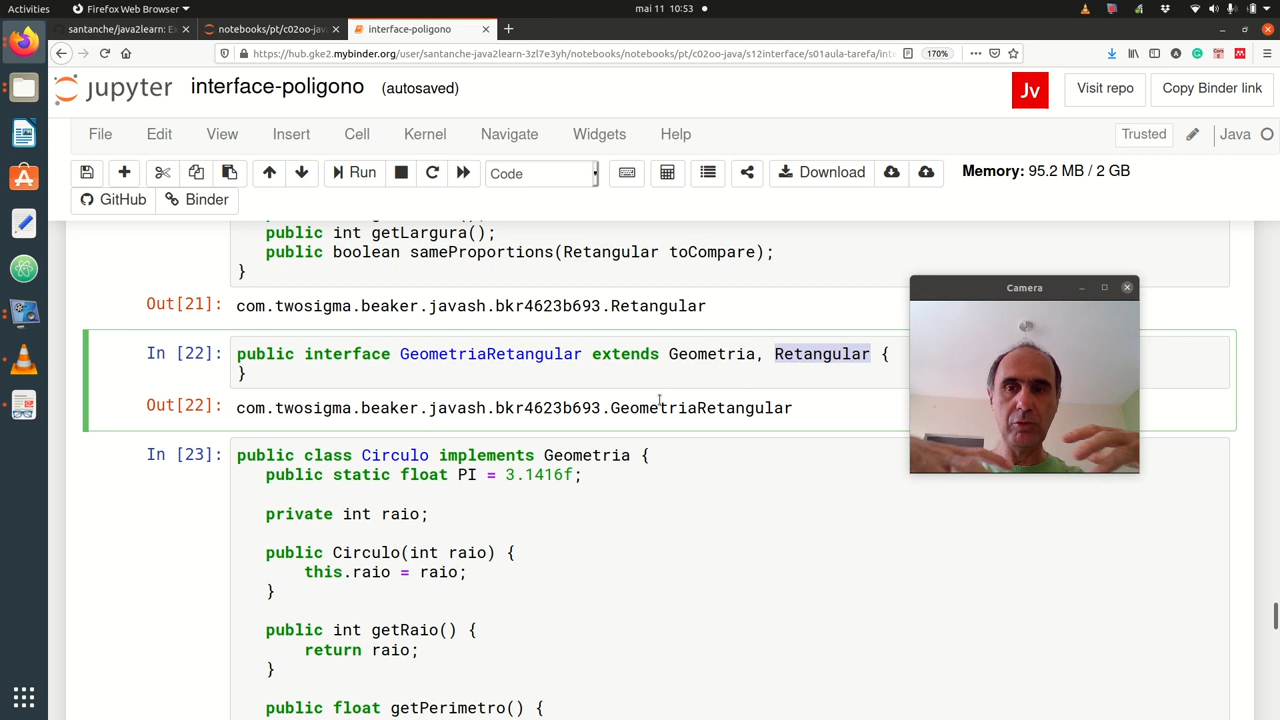 Activities Firefox Web Browser mai 11 10:53
santanche/java2learn: Ex notebooks/pt/c02oo-java interface-poligono
https://hub.gke2.mybinder.org/user/santanche-java2learn-3zl7e3yh/notebooks/notebooks/pt/c02oo-java/s12interface/s01aula-tarefa/inte 170%
jupyter interface-poligono (autosaved) Jv Visit repo Copy Binder link
File Edit View Insert Cell Kernel Navigate Widgets Help Trusted Java
Run Code Download Memory: 95.2 MB / 2 GB
GitHub Binder
public int getLargura();
public boolean sameProportions(Retangular toCompare);
}
Out[21]: com.twosigma.beaker.javash.bkr4623b693.Retangular
Camera
In [22]: public interface GeometriaRetangular extends Geometria, Retangular {
}
Out[22]: com.twosigma.beaker.javash.bkr4623b693.GeometriaRetangular
In [23]: public class Circulo implements Geometria {
public static float PI = 3.1416f;
private int raio;
public Circulo(int raio) {
this.raio = raio;
}
public int getRaio() {
return raio;
}
public float getPerimetro() {